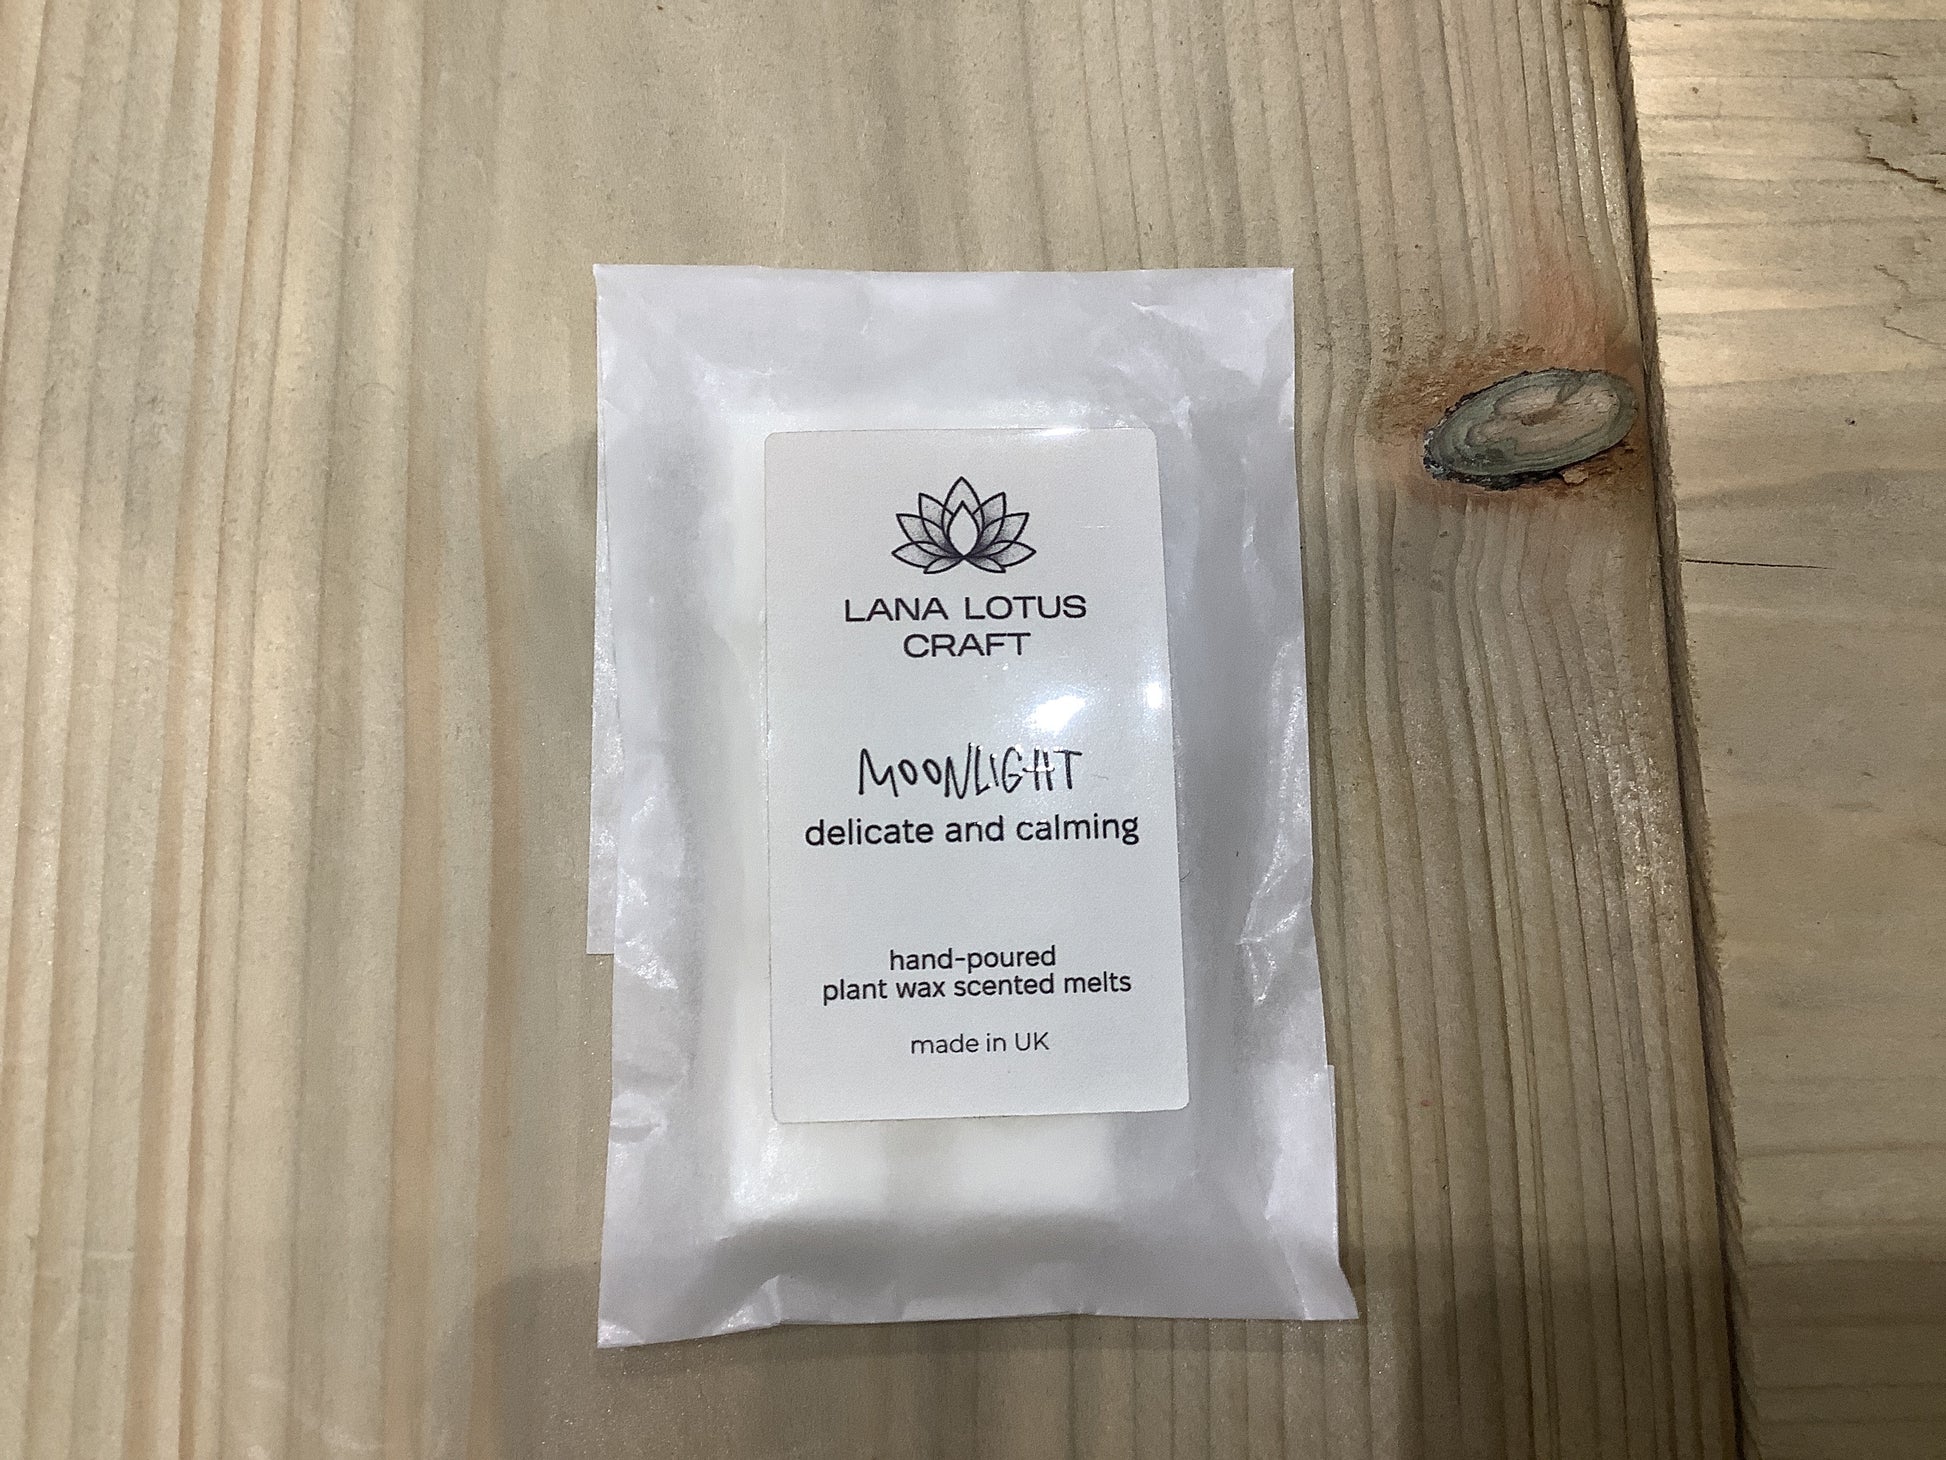 LANA LOTUS
CRAFT
MOONLIGHT
delicate and calming
hand-poured
plant wax scented melts
made in UK